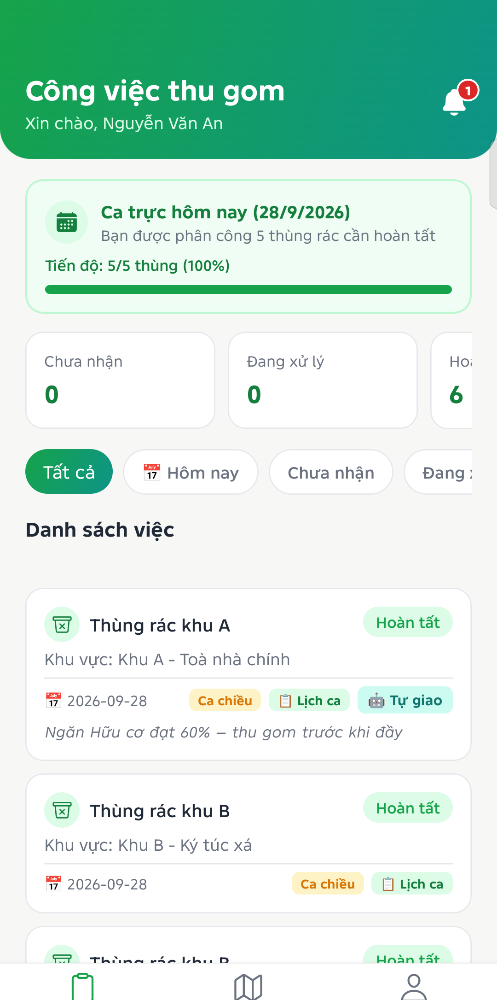 Công việc thu gom
1
Xin chào, Nguyễn Văn An
Ca trực hôm nay (28/9/2026)
Bạn được phân công 5 thùng rác cần hoàn tất
Tiến độ: 5/5 thùng (100%)
Chưa nhận
0
Đang xử lý
0
6
Tất cả
Hôm nay
Chưa nhận
Đang
Danh sách việc
Thùng rác khu A
Hoàn tất
Khu vực: Khu A - Toà nhà chính
2026-09-28
Ca chiều
Lịch ca
Tự giao
Ngăn Hữu cơ đạt 60% — thu gom trước khi đầy
Thùng rác khu B
Hoàn tất
Khu vực: Khu B - Ký túc xá
2026-09-28
Ca chiều
Lịch ca
Thùng rác khu B
Hoàn tất